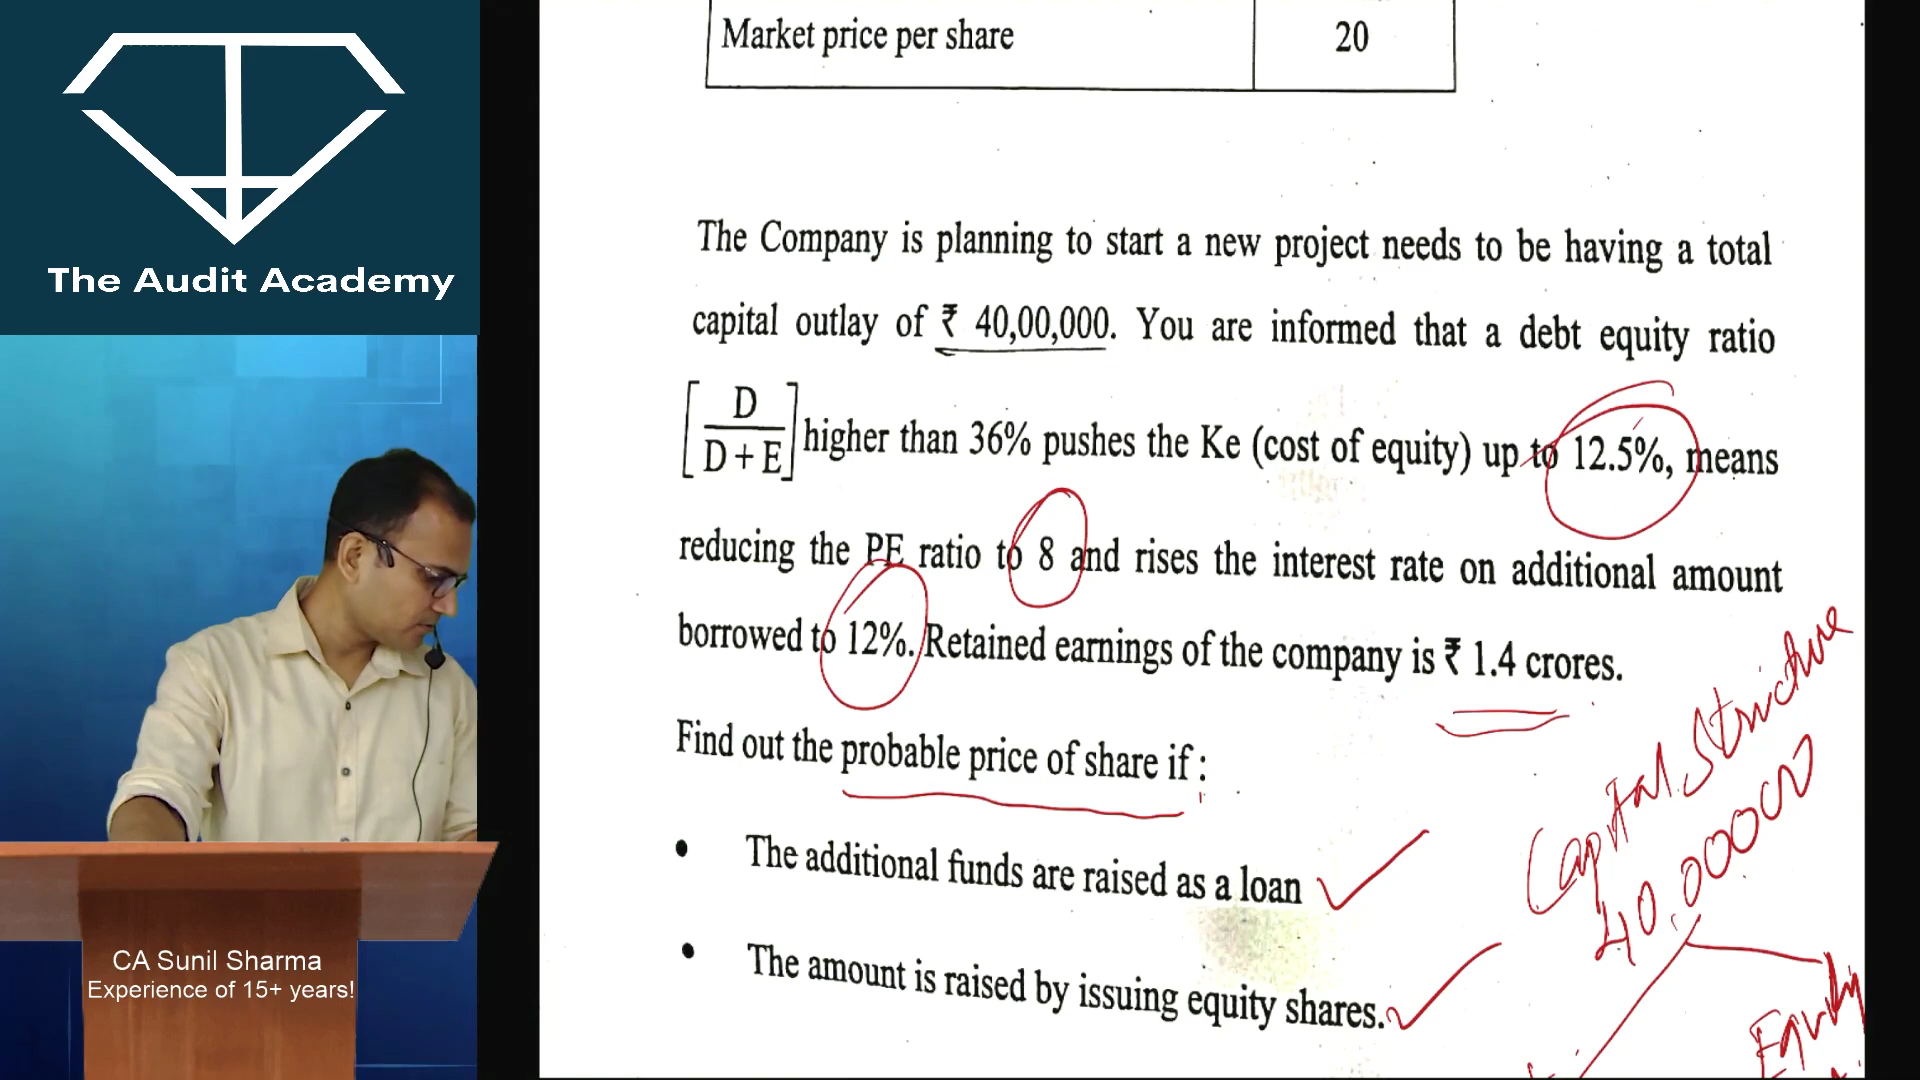 The Audit Academy
CA Sunil Sharma
Experience of 15+ years!
Market price per share 20
The Company is planning to start a new project needs to be having a total
capital outlay of ₹ 40,00,000. You are informed that a debt equity ratio
[D / D + E] higher than 36% pushes the Ke (cost of equity) up to 12.5%, means
reducing the PE ratio to 8 and rises the interest rate on additional amount
borrowed to 12%. Retained earnings of the company is ₹ 1.4 crores.
Find out the probable price of share if :
• The additional funds are raised as a loan
• The amount is raised by issuing equity shares.
Capital Structure
40,00000
Equity